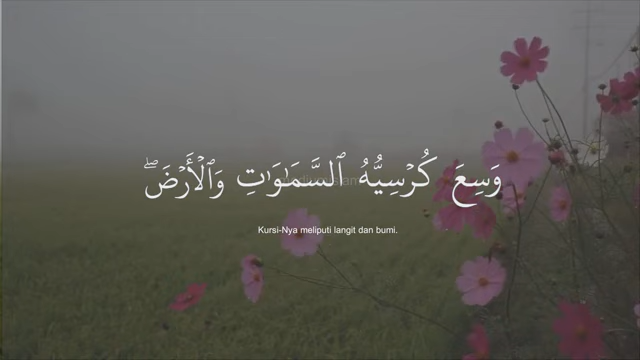 وَسِعَ كُرْسِيُّهُ ٱلسَّمَـٰوَٰتِ وَٱلْأَرْضَ ۖ
Kursi-Nya meliputi langit dan bumi.